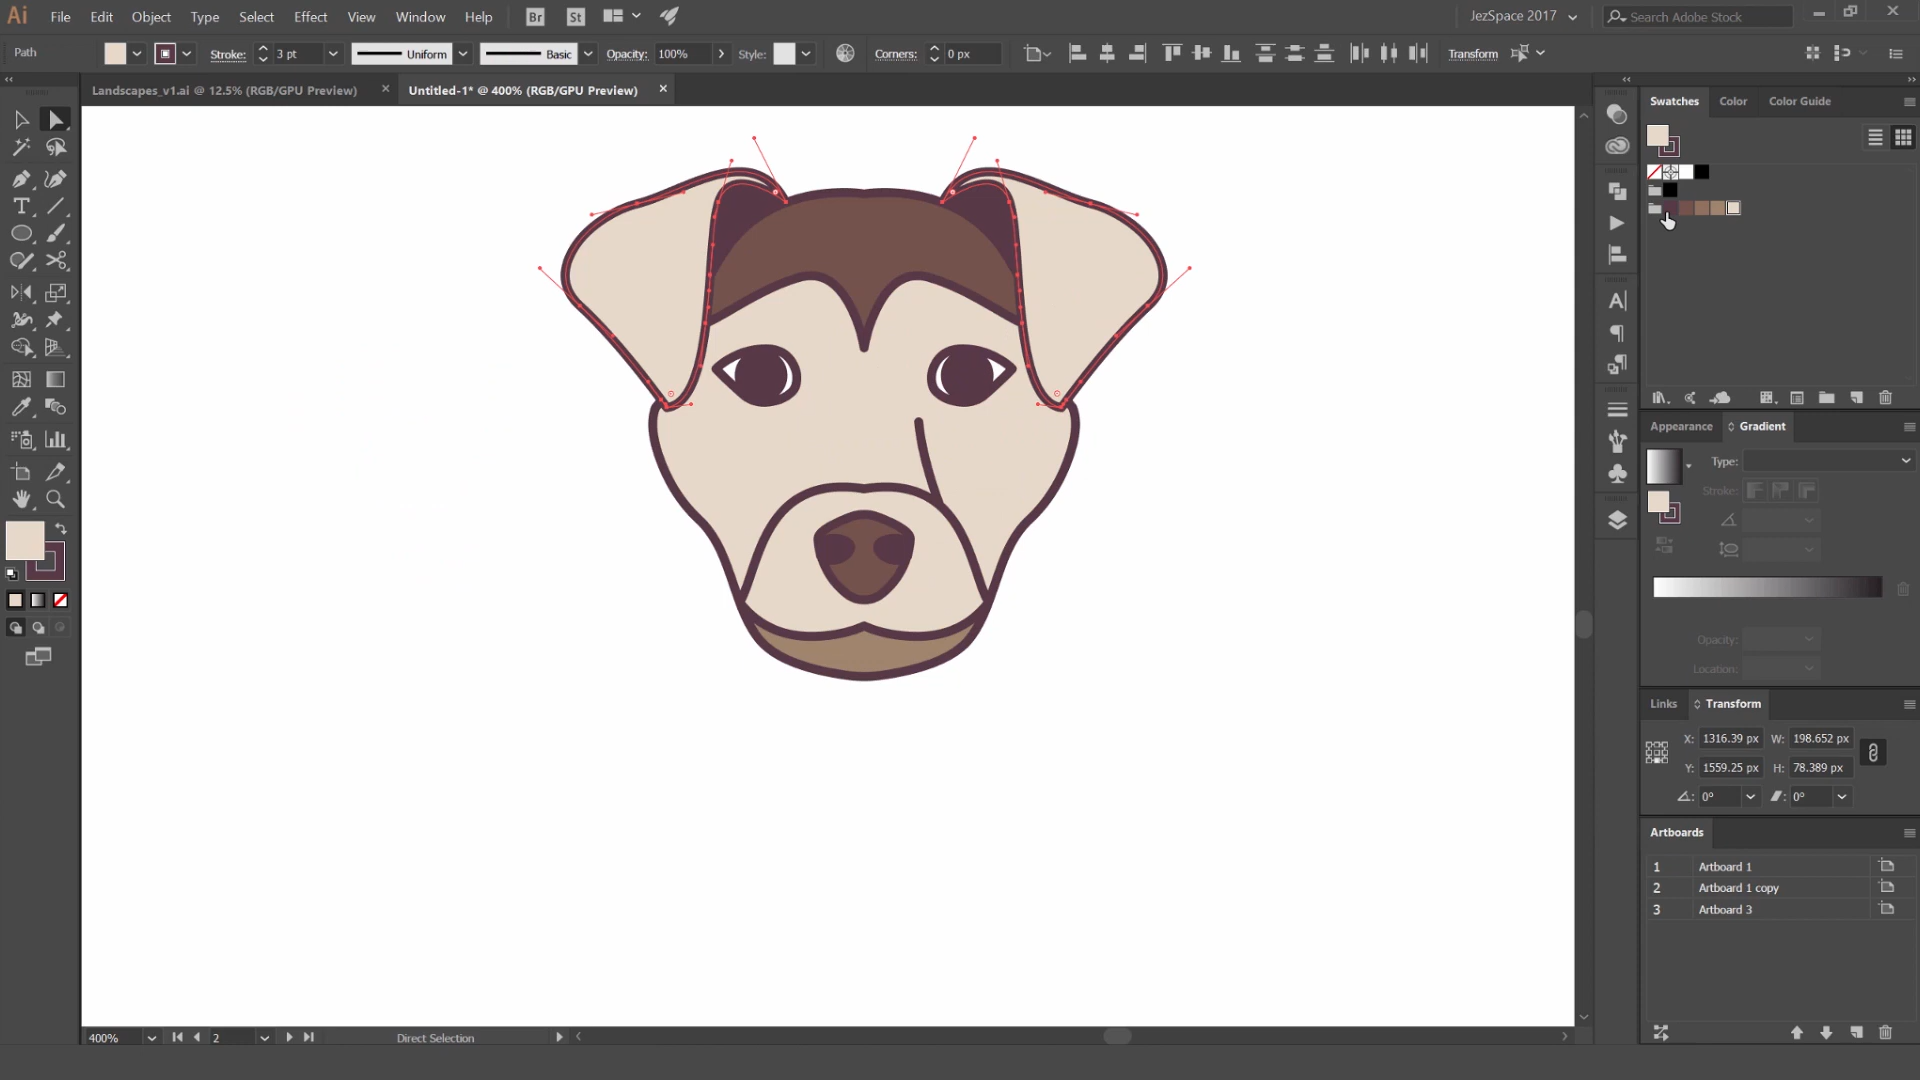 Ai File Edit Object Type Select Effect View Window Help Br St JezSpace 2017 Search Adobe Stock
Path Stroke: 3 pt Uniform Basic Opacity: 100% Style: Corners: 0 px Transform
Landscapes_v1.ai @ 12.5% (RGB/GPU Preview) Untitled-1* @ 400% (RGB/GPU Preview)
Swatches Color Color Guide
Appearance Gradient
Type:
Stroke:
Opacity:
Location:
Links Transform
X: 1316.39 px W: 198.652 px
Y: 1559.25 px H: 78.389 px
0° 0°
Artboards
1 Artboard 1
2 Artboard 1 copy
3 Artboard 3
400% 2 Direct Selection